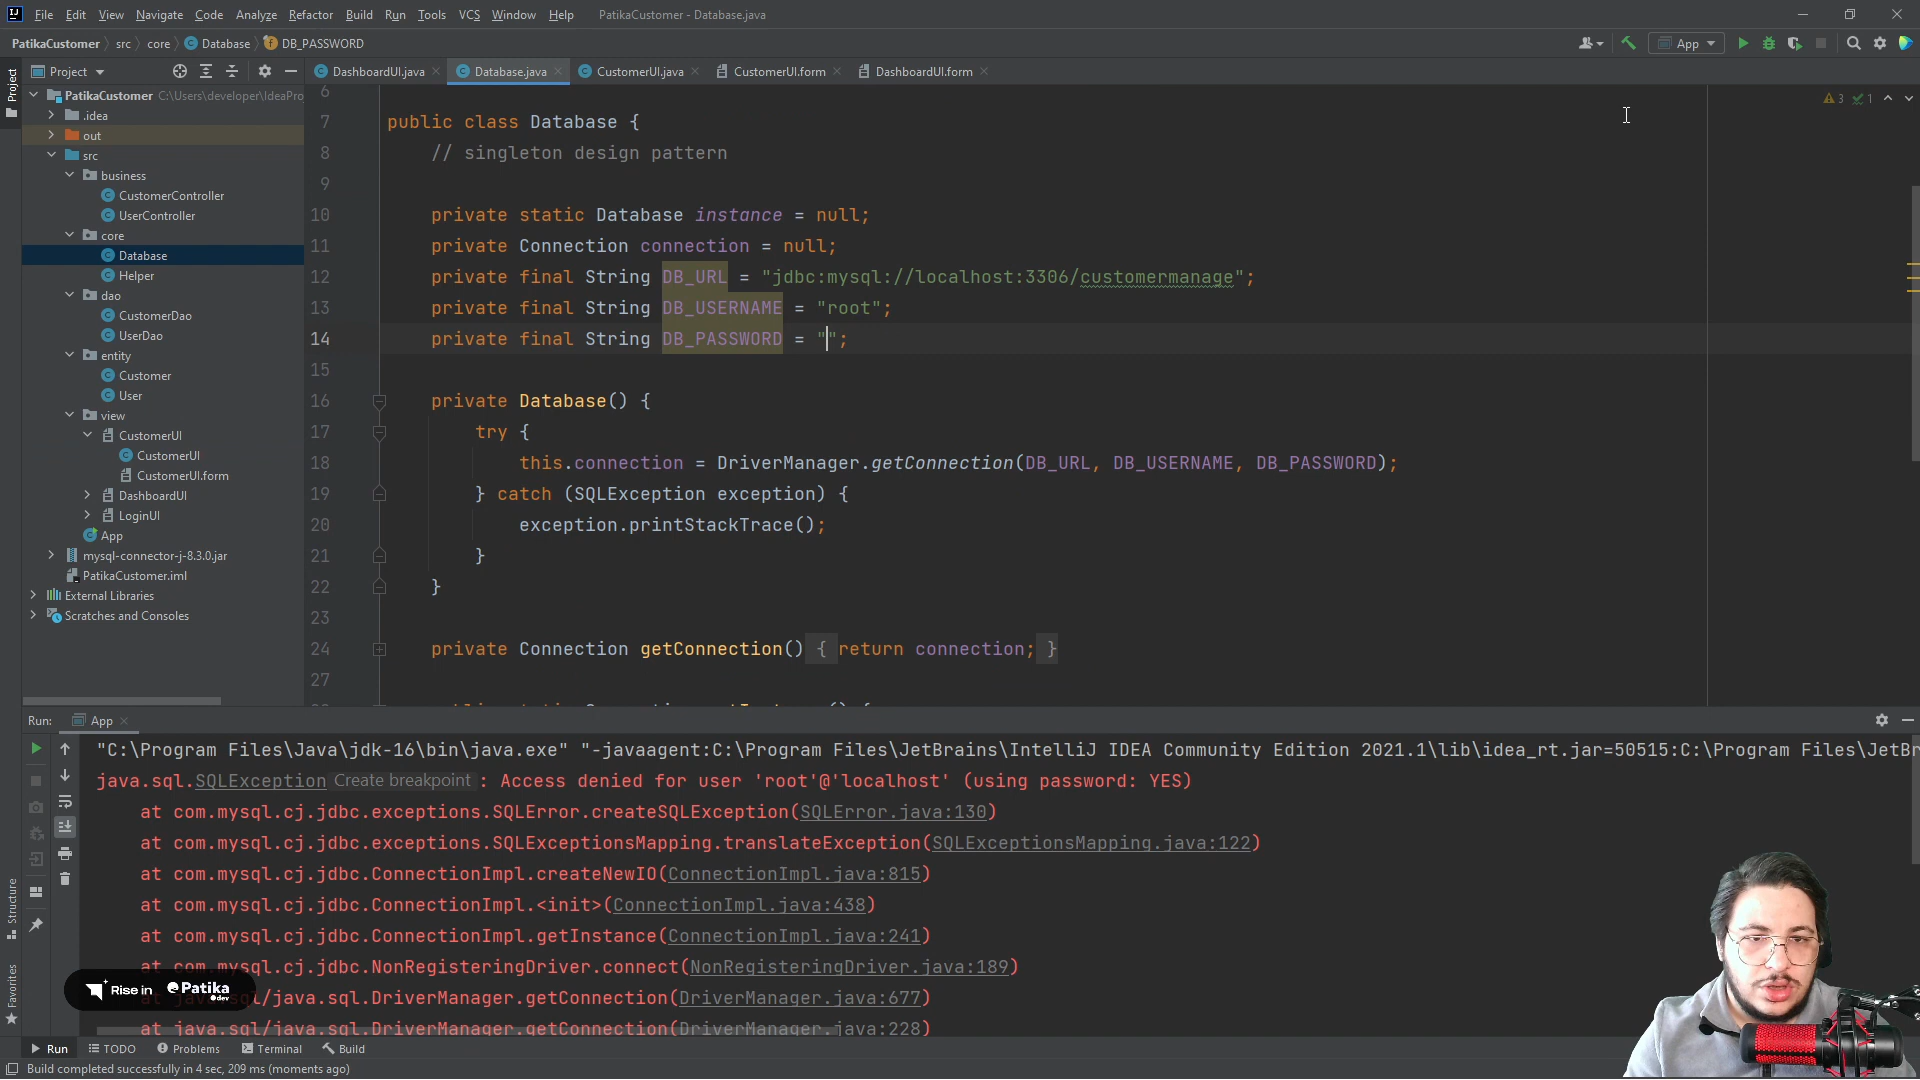 File Edit View Navigate Code Analyze Refactor Build Run Tools VCS Window Help PatikaCustomer - Database.java
PatikaCustomer src core Database DB_PASSWORD
App
Project
DashboardUI.java Database.java CustomerUI.java CustomerUI.form DashboardUI.form
PatikaCustomer C:\Users\developer\IdeaPro
.idea
out
src
business
CustomerController
UserController
core
Database
Helper
dao
CustomerDao
UserDao
entity
Customer
User
view
CustomerUI
CustomerUI
CustomerUI.form
DashboardUI
LoginUI
App
mysql-connector-j-8.3.0.jar
PatikaCustomer.iml
External Libraries
Scratches and Consoles
Project
Structure
Favorites
3 1
6
7 public class Database {
8 // singleton design pattern
9
10 private static Database instance = null;
11 private Connection connection = null;
12 private final String DB_URL = "jdbc:mysql://localhost:3306/customermanage";
13 private final String DB_USERNAME = "root";
14 private final String DB_PASSWORD = "";
15
16 private Database() {
17 try {
18 this.connection = DriverManager.getConnection(DB_URL, DB_USERNAME, DB_PASSWORD);
19 } catch (SQLException exception) {
20 exception.printStackTrace();
21 }
22 }
23
24 private Connection getConnection() { return connection; }
27
Run: App
"C:\Program Files\Java\jdk-16\bin\java.exe" "-javaagent:C:\Program Files\JetBrains\IntelliJ IDEA Community Edition 2021.1\lib\idea_rt.jar=50515:C:\Program Files\JetBr
java.sql.SQLException Create breakpoint : Access denied for user 'root'@'localhost' (using password: YES)
at com.mysql.cj.jdbc.exceptions.SQLError.createSQLException(SQLError.java:130)
at com.mysql.cj.jdbc.exceptions.SQLExceptionsMapping.translateException(SQLExceptionsMapping.java:122)
at com.mysql.cj.jdbc.ConnectionImpl.createNewIO(ConnectionImpl.java:815)
at com.mysql.cj.jdbc.ConnectionImpl.<init>(ConnectionImpl.java:438)
at com.mysql.cj.jdbc.ConnectionImpl.getInstance(ConnectionImpl.java:241)
at com.mysql.cj.jdbc.NonRegisteringDriver.connect(NonRegisteringDriver.java:189)
at java.sql/java.sql.DriverManager.getConnection(DriverManager.java:677)
at java.sql/java.sql.DriverManager.getConnection(DriverManager.java:228)
Rise in Patika.dev
Run TODO Problems Terminal Build
Build completed successfully in 4 sec, 209 ms (moments ago)